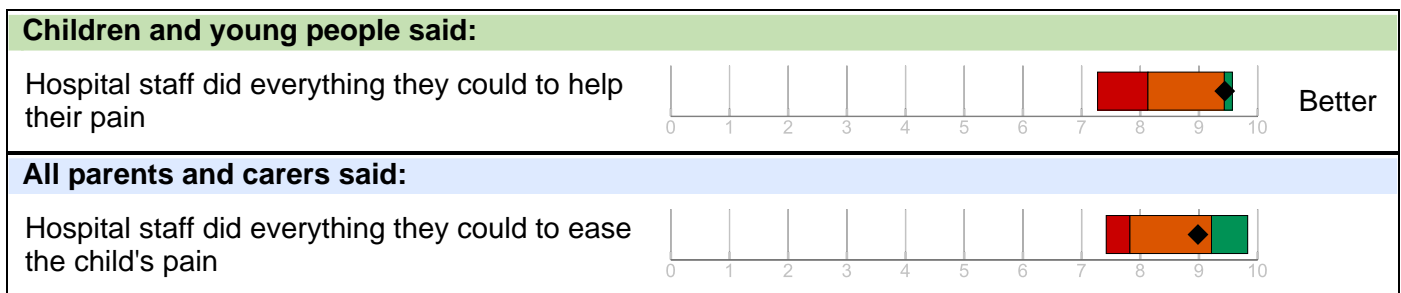 Children and young people said:
Hospital staff did everything they could to help
their pain
0 1 2 3 4 5 6 7 8 9 10
Better
All parents and carers said:
Hospital staff did everything they could to ease
the child's pain
0 1 2 3 4 5 6 7 8 9 10